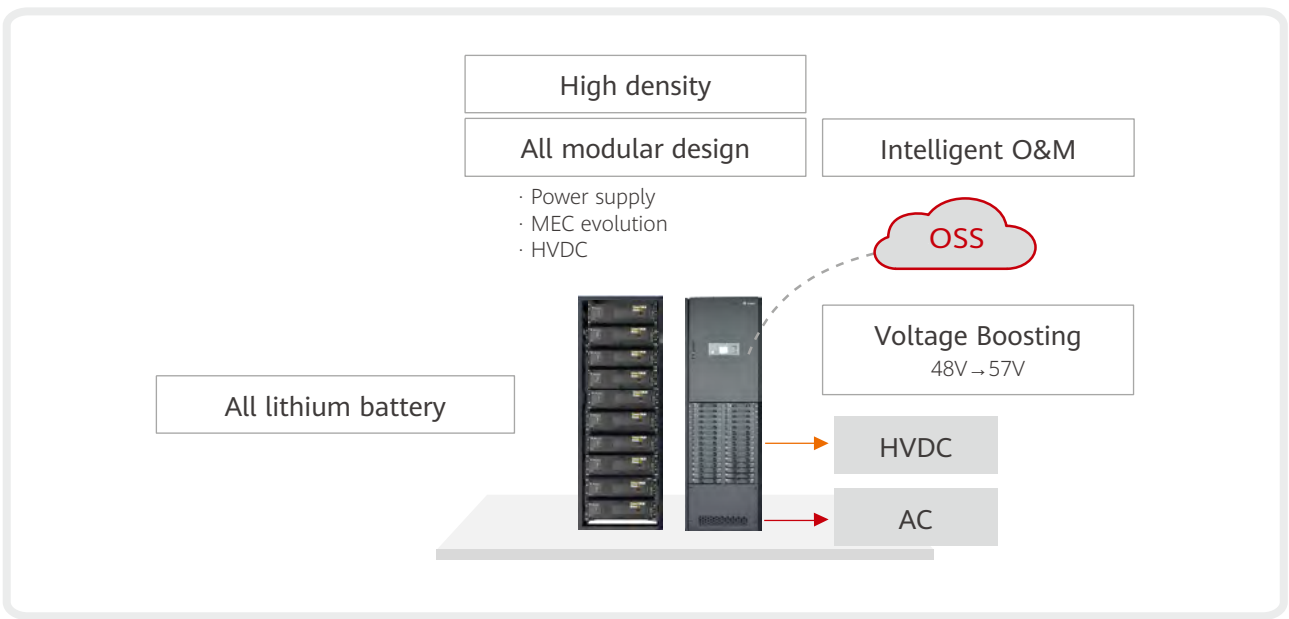 High density
All modular design
Intelligent O&M
· Power supply
· MEC evolution
· HVDC
OSS
Voltage Boosting
48V→57V
All lithium battery
HVDC
AC